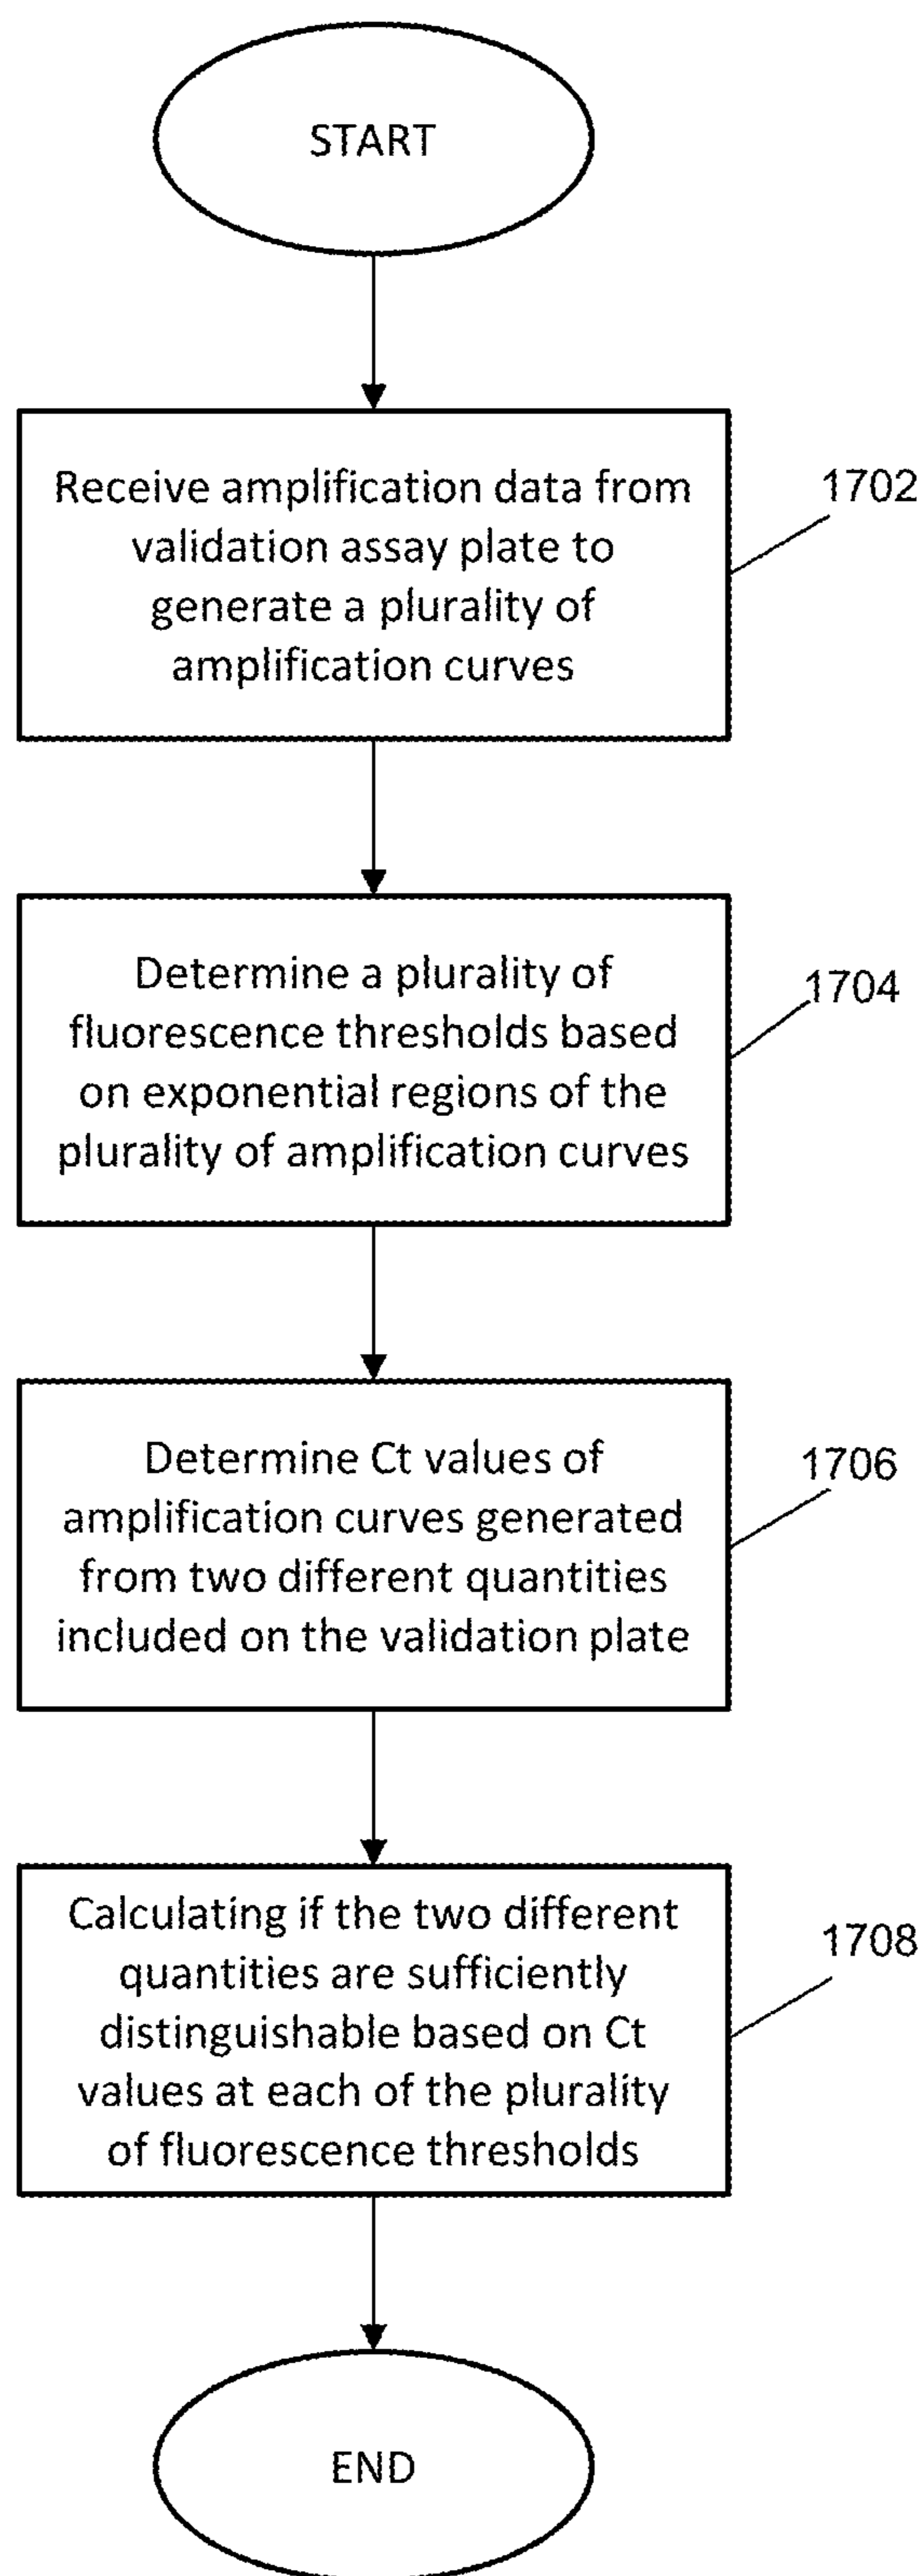 START
Receive amplification data from
validation assay plate to
generate a plurality of
amplification curves
1702
Determine a plurality of
fluorescence thresholds based
on exponential regions of the
plurality of amplification curves
1704
Determine Ct values of
amplification curves generated
from two different quantities
included on the validation plate
1706
Calculating if the two different
quantities are sufficiently
distinguishable based on Ct
values at each of the plurality
of fluorescence thresholds
1708
END